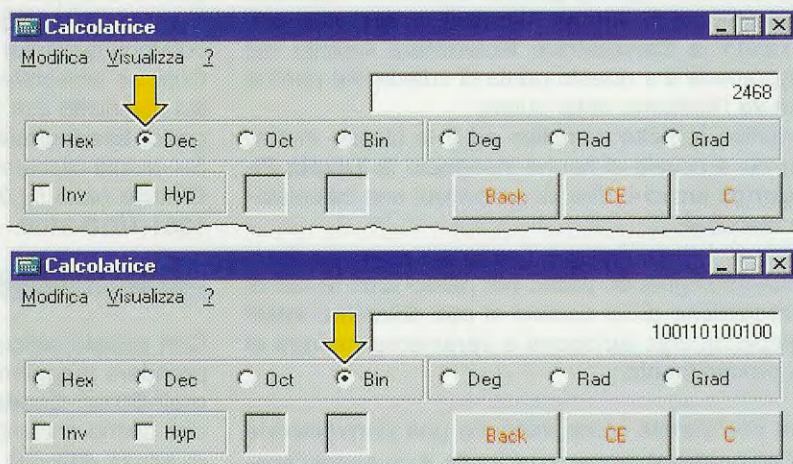 Calcolatrice
Modifica Visualizza ?
2468
Hex Dec Oct Bin Deg Rad Grad
Inv Hyp Back CE C
Calcolatrice
Modifica Visualizza ?
100110100100
Hex Dec Oct Bin Deg Rad Grad
Inv Hyp Back CE C